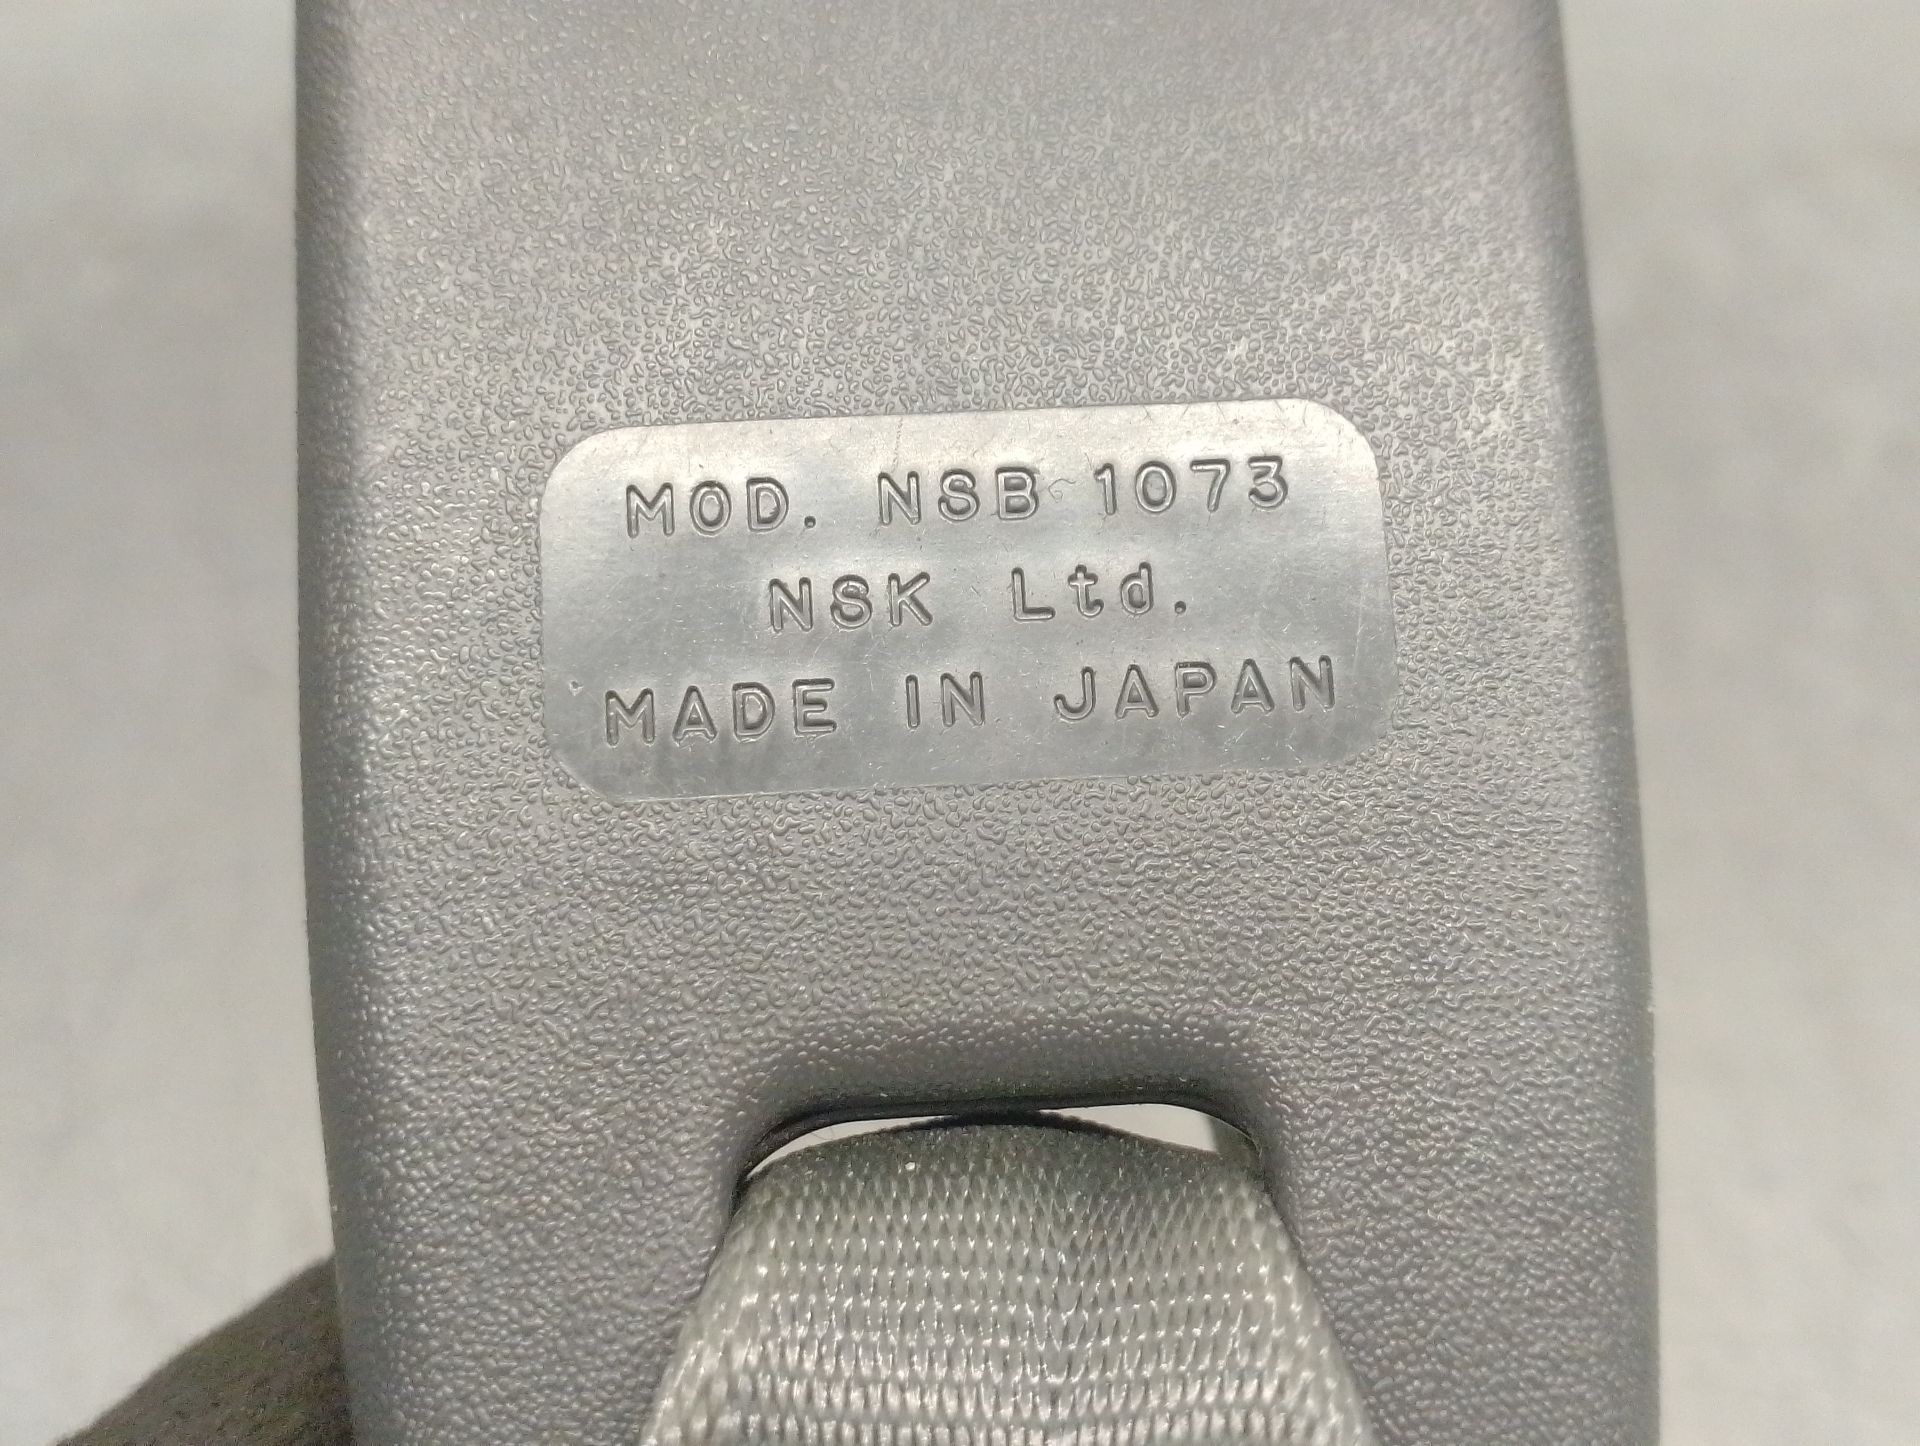 MOD. NSB 1073
NSK Ltd.
MADE IN JAPAN